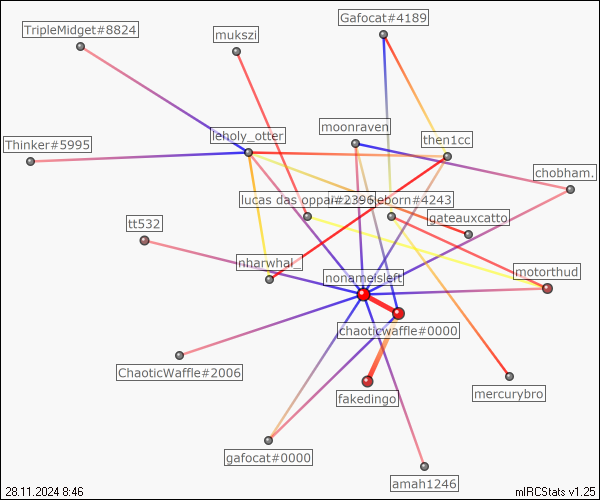 Gafocat#4189
TripleMidget#8824
mukszi
moonraven
leholy_otter
then1cc
Thinker#5995
chobham.
lucas das oppai#2396
eborn#4243
gateauxcatto
tt532
nharwhal_
nonameisleft
motorthud
chaoticwaffle#0000
ChaoticWaffle#2006
mercurybro
fakedingo
gafocat#0000
amah1246
28.11.2024 8:46
mIRCStats v1.25